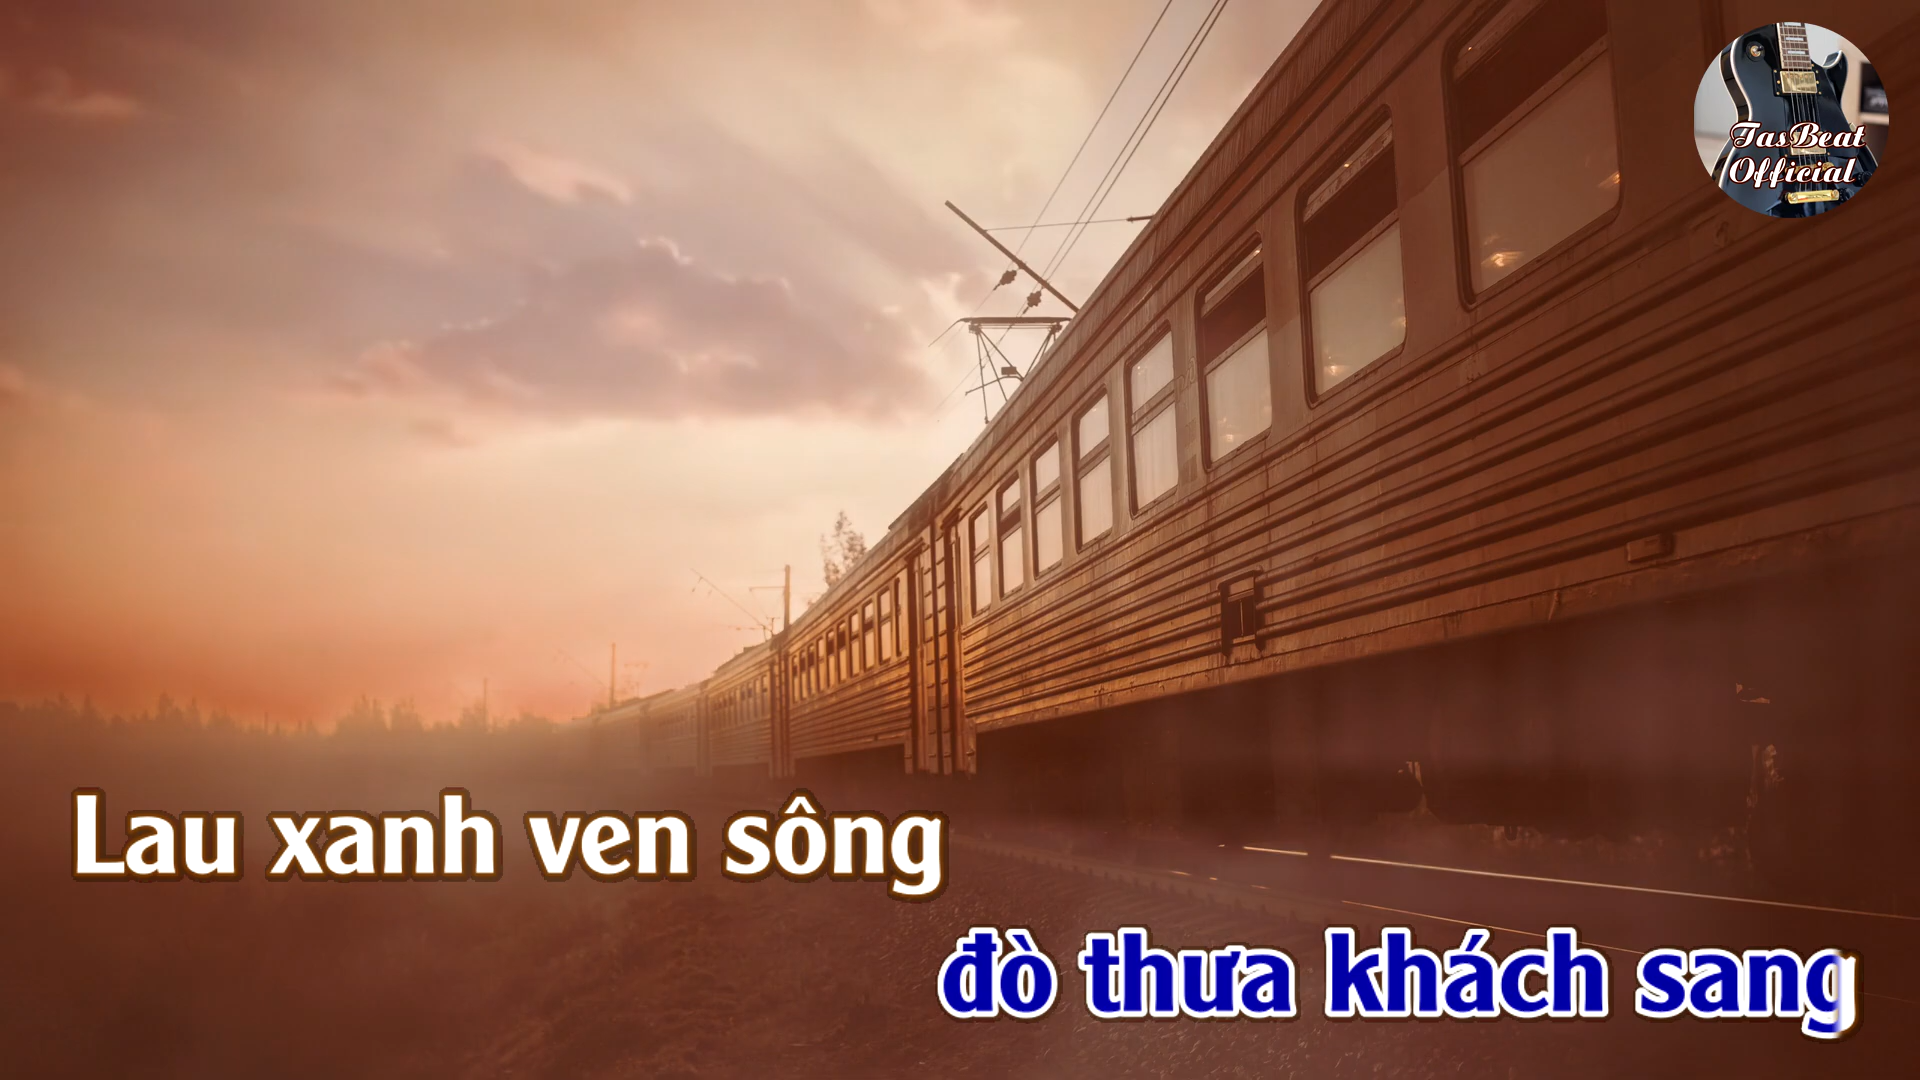 TasBeat
Official
Lau xanh ven sông
đò thưa khách sang